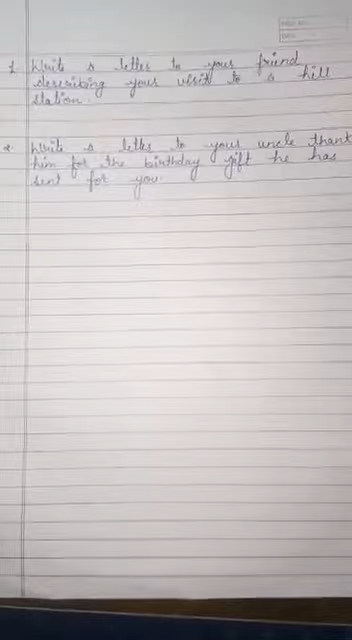 1 Write a letter to your friend
describing your visit to a hill
station.
2. Write a letter to your uncle thank
him for the birthday gift he has
sent for you.